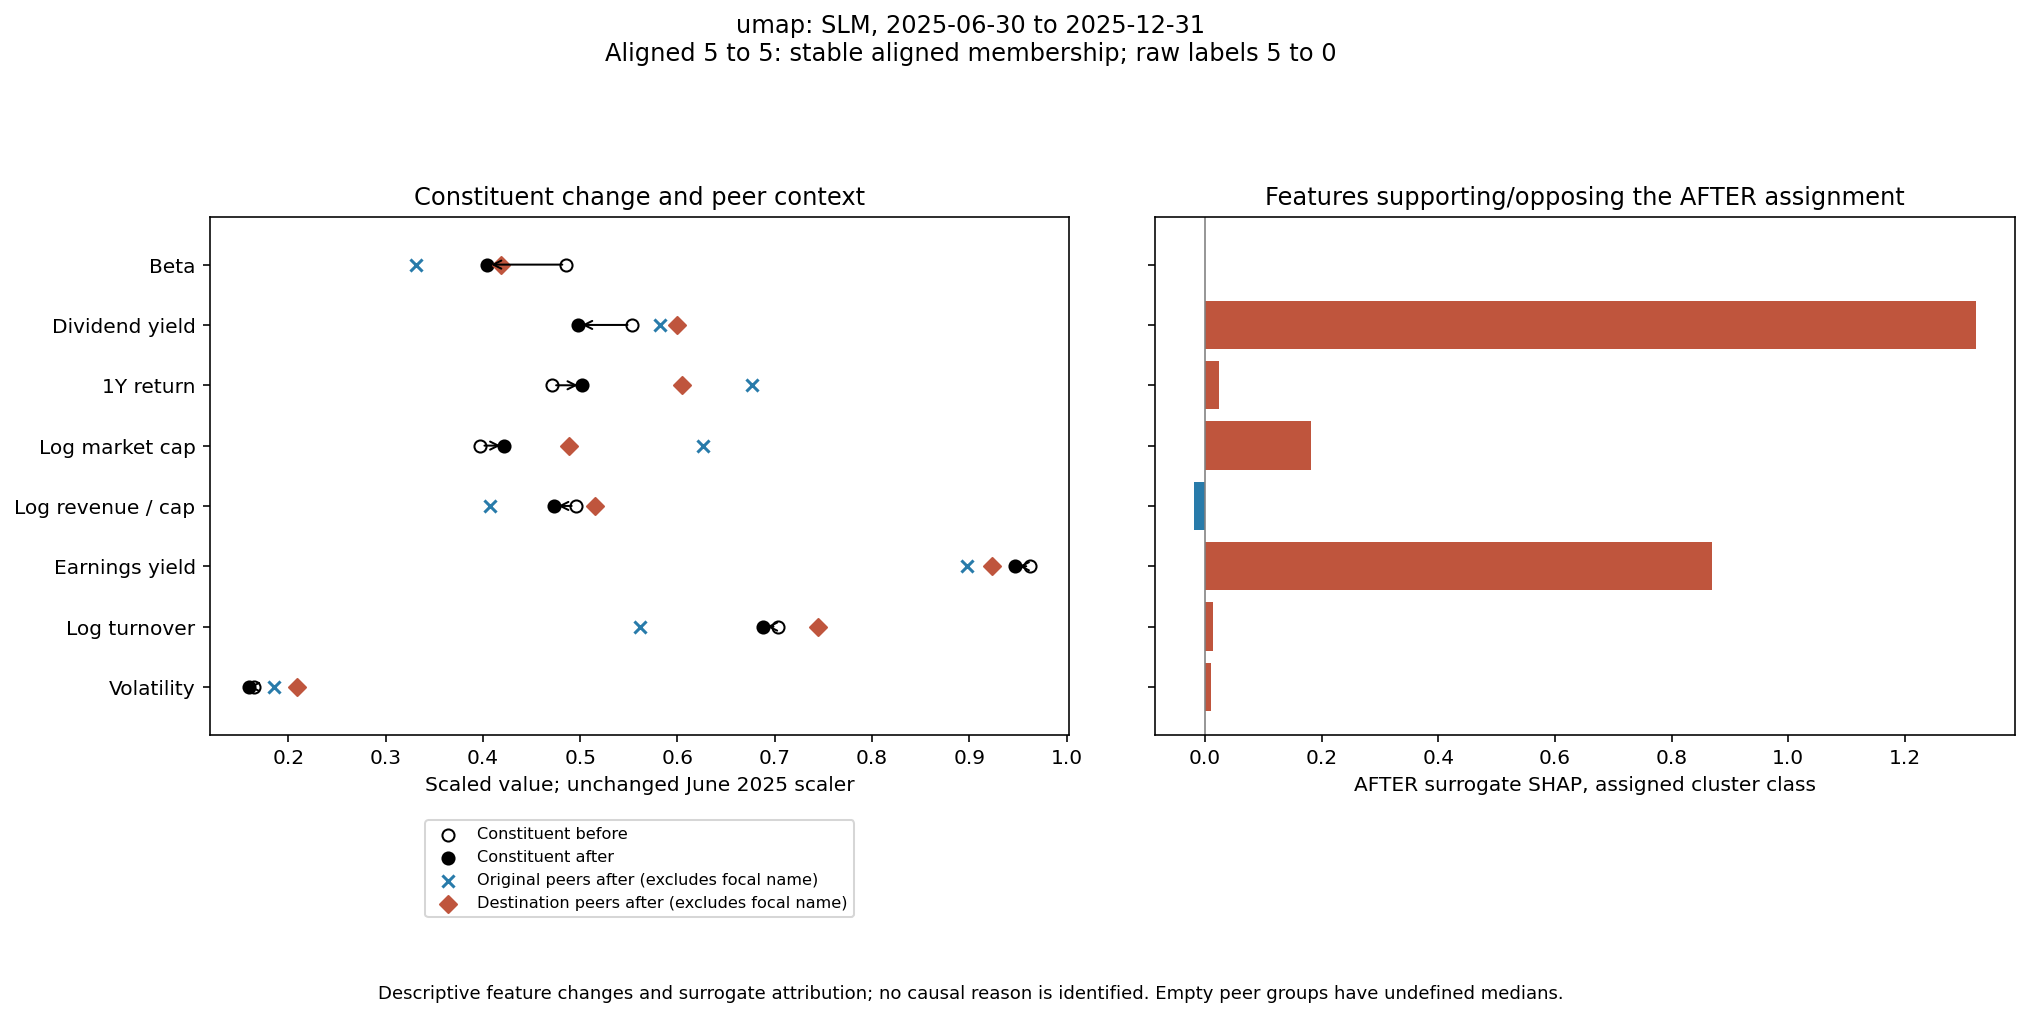 umap: SLM, 2025-06-30 to 2025-12-31
Aligned 5 to 5: stable aligned membership; raw labels 5 to 0
Constituent change and peer context
Beta
Dividend yield
1Y return
Log market cap
Log revenue / cap
Earnings yield
Log turnover
Volatility
0.2 0.3 0.4 0.5 0.6 0.7 0.8 0.9 1.0
Scaled value; unchanged June 2025 scaler
Constituent before
Constituent after
Original peers after (excludes focal name)
Destination peers after (excludes focal name)
Features supporting/opposing the AFTER assignment
0.0 0.2 0.4 0.6 0.8 1.0 1.2
AFTER surrogate SHAP, assigned cluster class
Descriptive feature changes and surrogate attribution; no causal reason is identified. Empty peer groups have undefined medians.